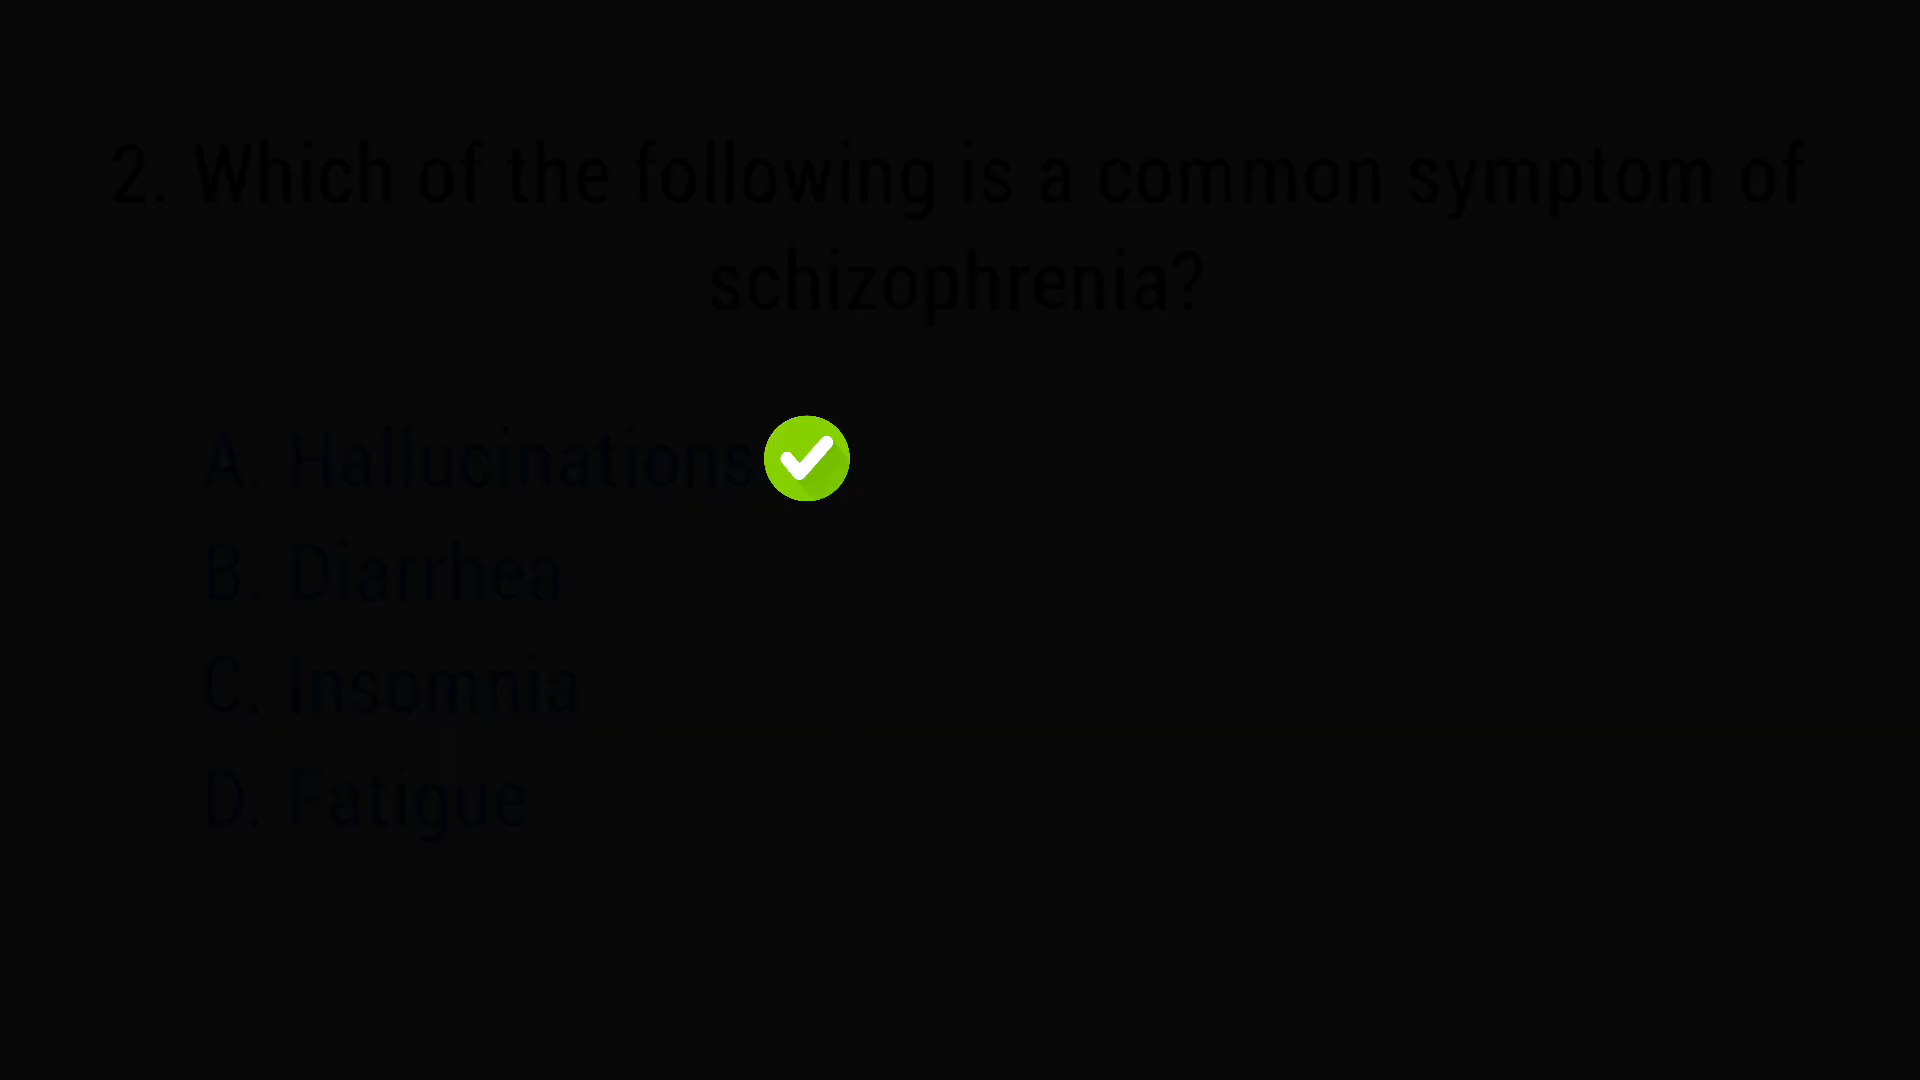 2. Which of the following is a common symptom of
schizophrenia?
A. Hallucinations
B. Diarrhea
C. Insomnia
D. Fatigue